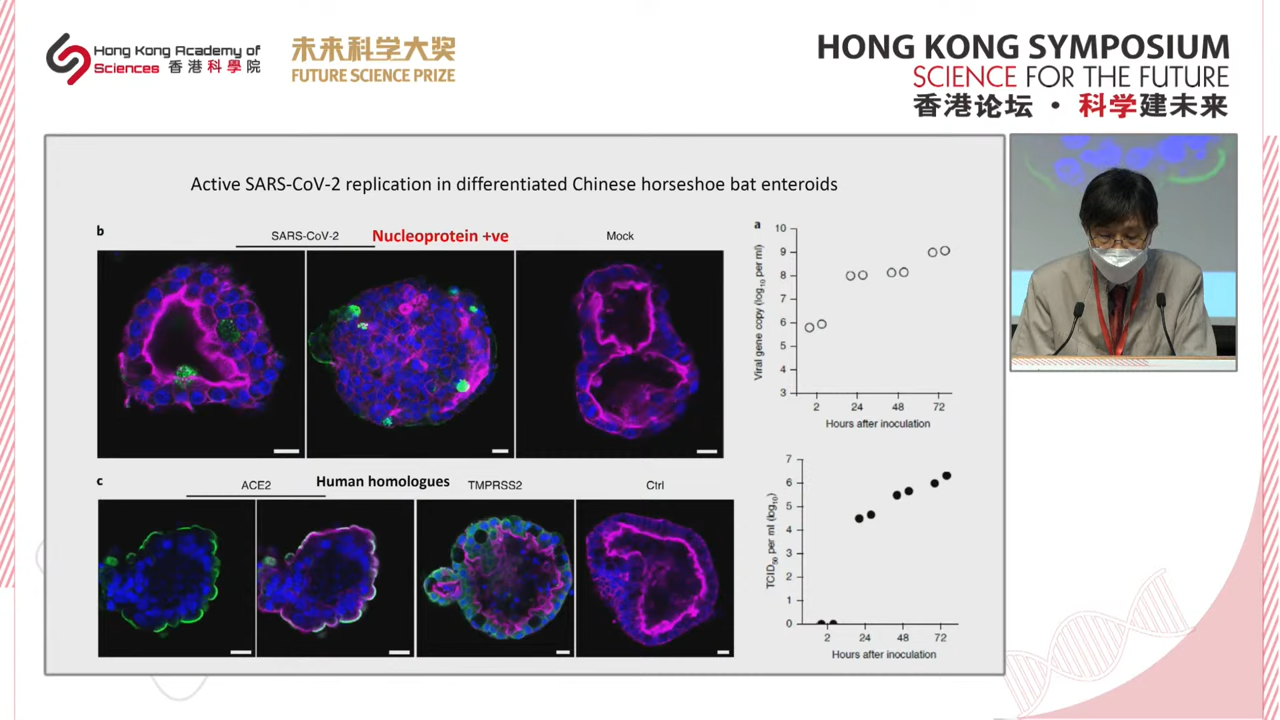 Hong Kong Academy of
Sciences 香港科學院
未来科学大奖
FUTURE SCIENCE PRIZE
HONG KONG SYMPOSIUM
SCIENCE FOR THE FUTURE
香港论坛 · 科学建未来
Active SARS-CoV-2 replication in differentiated Chinese horseshoe bat enteroids
b
SARS-CoV-2
Nucleoprotein +ve
Mock
c
ACE2
Human homologues
TMPRSS2
Ctrl
a
Viral gene copy (log10 per ml)
10
9
8
7
6
5
4
3
2 24 48 72
Hours after inoculation
TCID50 per ml (log10)
7
6
5
4
3
2
1
0
2 24 48 72
Hours after inoculation